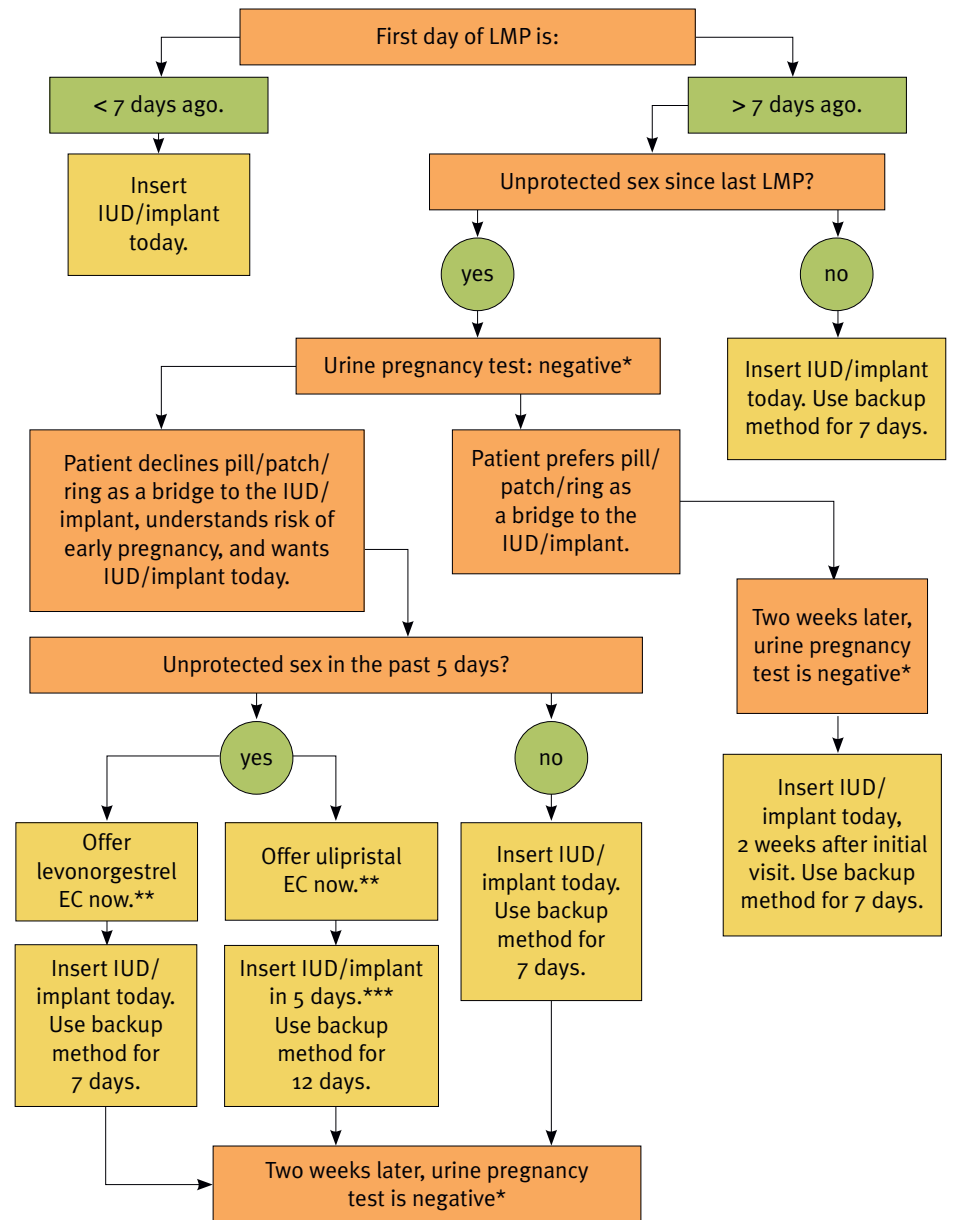 First day of LMP is:
< 7 days ago.
> 7 days ago.
Insert
IUD/implant
today.
Unprotected sex since last LMP?
yes
no
Urine pregnancy test: negative*
Insert IUD/implant
today. Use backup
method for 7 days.
Patient declines pill/patch/
ring as a bridge to the IUD/
implant, understands risk of
early pregnancy, and wants
IUD/implant today.
Patient prefers pill/
patch/ring as
a bridge to the
IUD/implant.
Two weeks later,
urine pregnancy
test is negative*
Unprotected sex in the past 5 days?
yes
no
Insert IUD/
implant today,
2 weeks after initial
visit. Use backup
method for 7 days.
Offer
levonorgestrel
EC now.**
Offer ulipristal
EC now.**
Insert IUD/
implant today.
Use backup
method for
7 days.
Insert IUD/
implant today.
Use backup
method for
7 days.
Insert IUD/implant
in 5 days.***
Use backup
method for
12 days.
Two weeks later, urine pregnancy
test is negative*